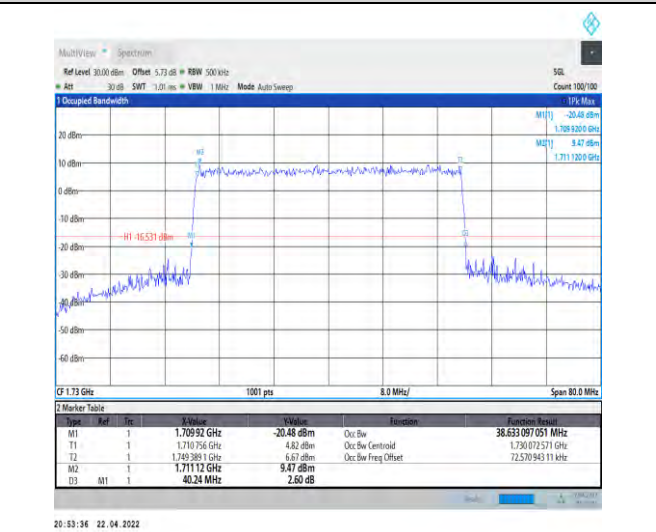 MultiView Spectrum
Ref Level 30.00 dBm Offset 5.73 dB RBW 500 kHz SGL
Att 30 dB SWT 1.01 ms VBW 1 MHz Mode Auto Sweep Count 100/100
1 Occupied Bandwidth 1Pk Max
M1[1] -20.48 dBm
1.709 920 0 GHz
M2[1] 9.47 dBm
1.711 120 0 GHz
20 dBm
M2
10 dBm
0 dBm
-10 dBm
H1 -16.531 dBm
-20 dBm
-30 dBm
-40 dBm
-50 dBm
-60 dBm
CF 1.73 GHz 1001 pts 8.0 MHz/ Span 80.0 MHz
2 Marker Table
Type Ref Trc X-Value Y-Value Function Function Result
M1 1 1.70992 GHz -20.48 dBm Occ Bw 38.633 097 051 MHz
T1 1 1.710 756 GHz 4.82 dBm Occ Bw Centroid 1.730 072 571 GHz
T2 1 1.749 389 1 GHz 6.67 dBm Occ Bw Freq Offset 72.570 943 11 kHz
M2 1 1.711 12 GHz 9.47 dBm
D3 M1 1 40.24 MHz 2.60 dB
20:53:36 22.04.2022